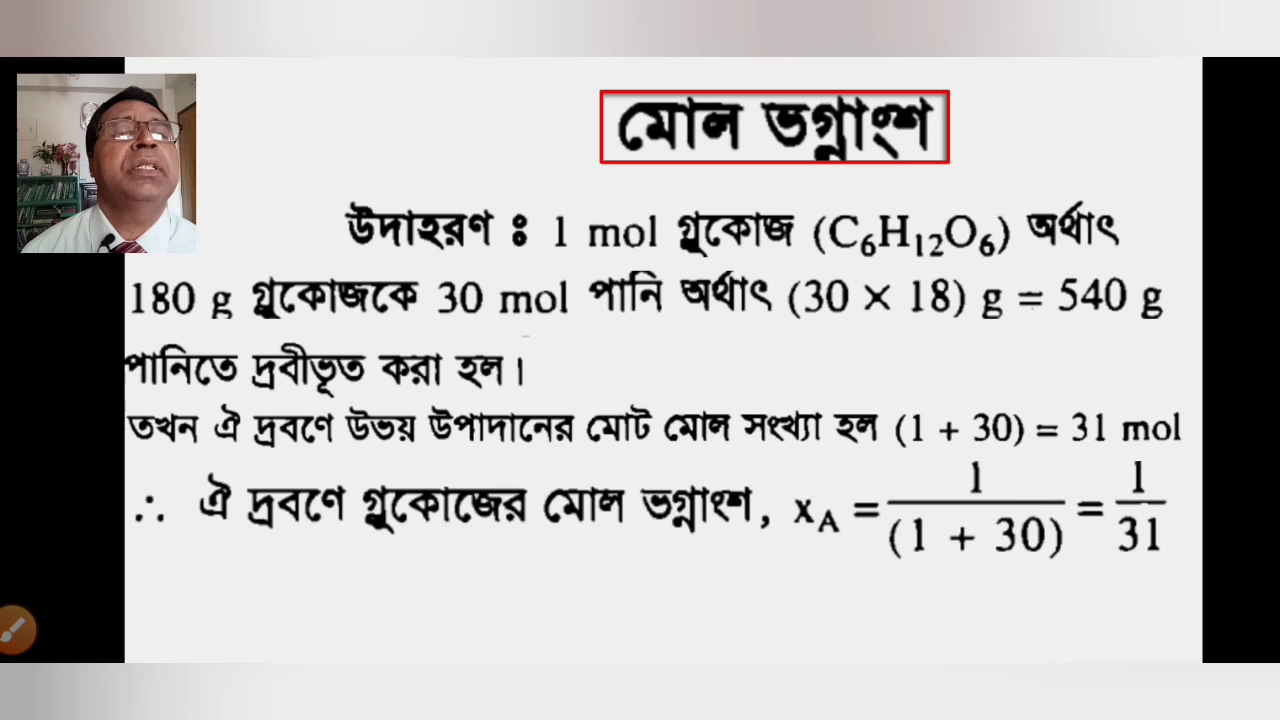 মোল ভগ্নাংশ
উদাহরণ ঃ 1 mol গ্লুকোজ (C₆H₁₂O₆) অর্থাৎ
180 g গ্লুকোজকে 30 mol পানি অর্থাৎ (30 × 18) g = 540 g
পানিতে দ্রবীভূত করা হল।
তখন ঐ দ্রবণে উভয় উপাদানের মোট মোল সংখ্যা হল (1 + 30) = 31 mol
∴ ঐ দ্রবণে গ্লুকোজের মোল ভগ্নাংশ, x_A = 1/(1 + 30) = 1/31